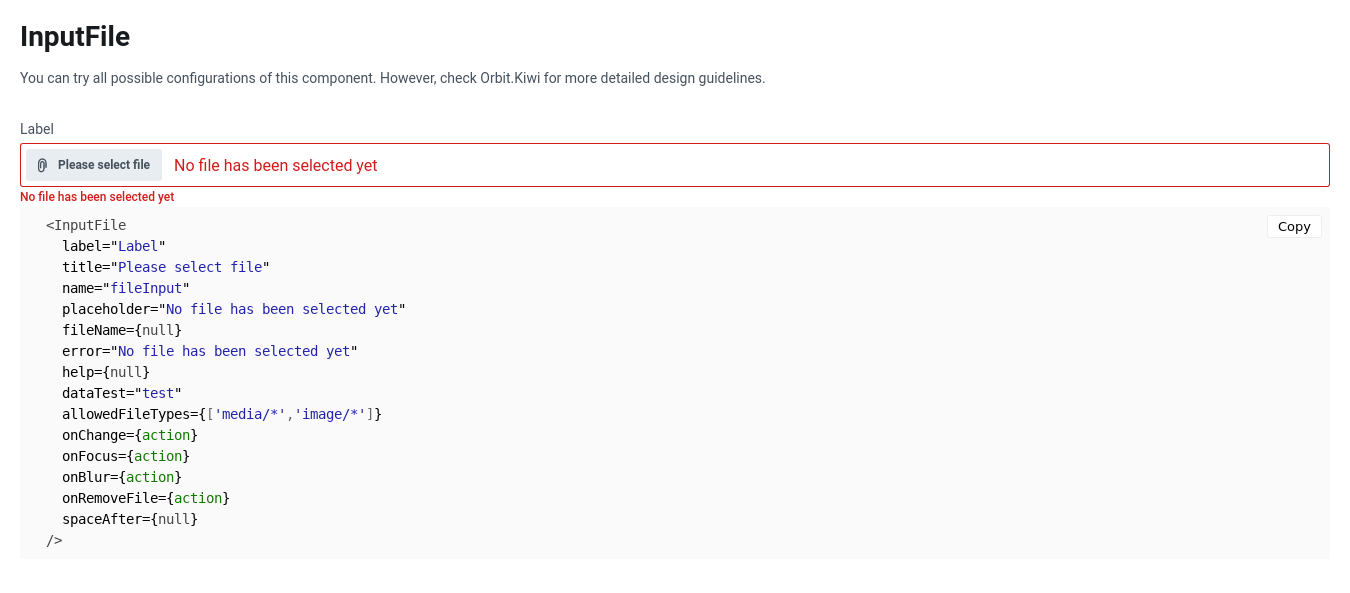 InputFile
You can try all possible configurations of this component. However, check Orbit.Kiwi for more detailed design guidelines.
Label
Please select file No file has been selected yet
No file has been selected yet
<InputFile
Copy
label="Label"
title="Please select file"
name="fileInput"
placeholder="No file has been selected yet"
fileName={null}
error="No file has been selected yet"
help={null}
dataTest="test"
allowedFileTypes={['media/*','image/*']}
onChange={action}
onFocus={action}
onBlur={action}
onRemoveFile={action}
spaceAfter={null}
/>